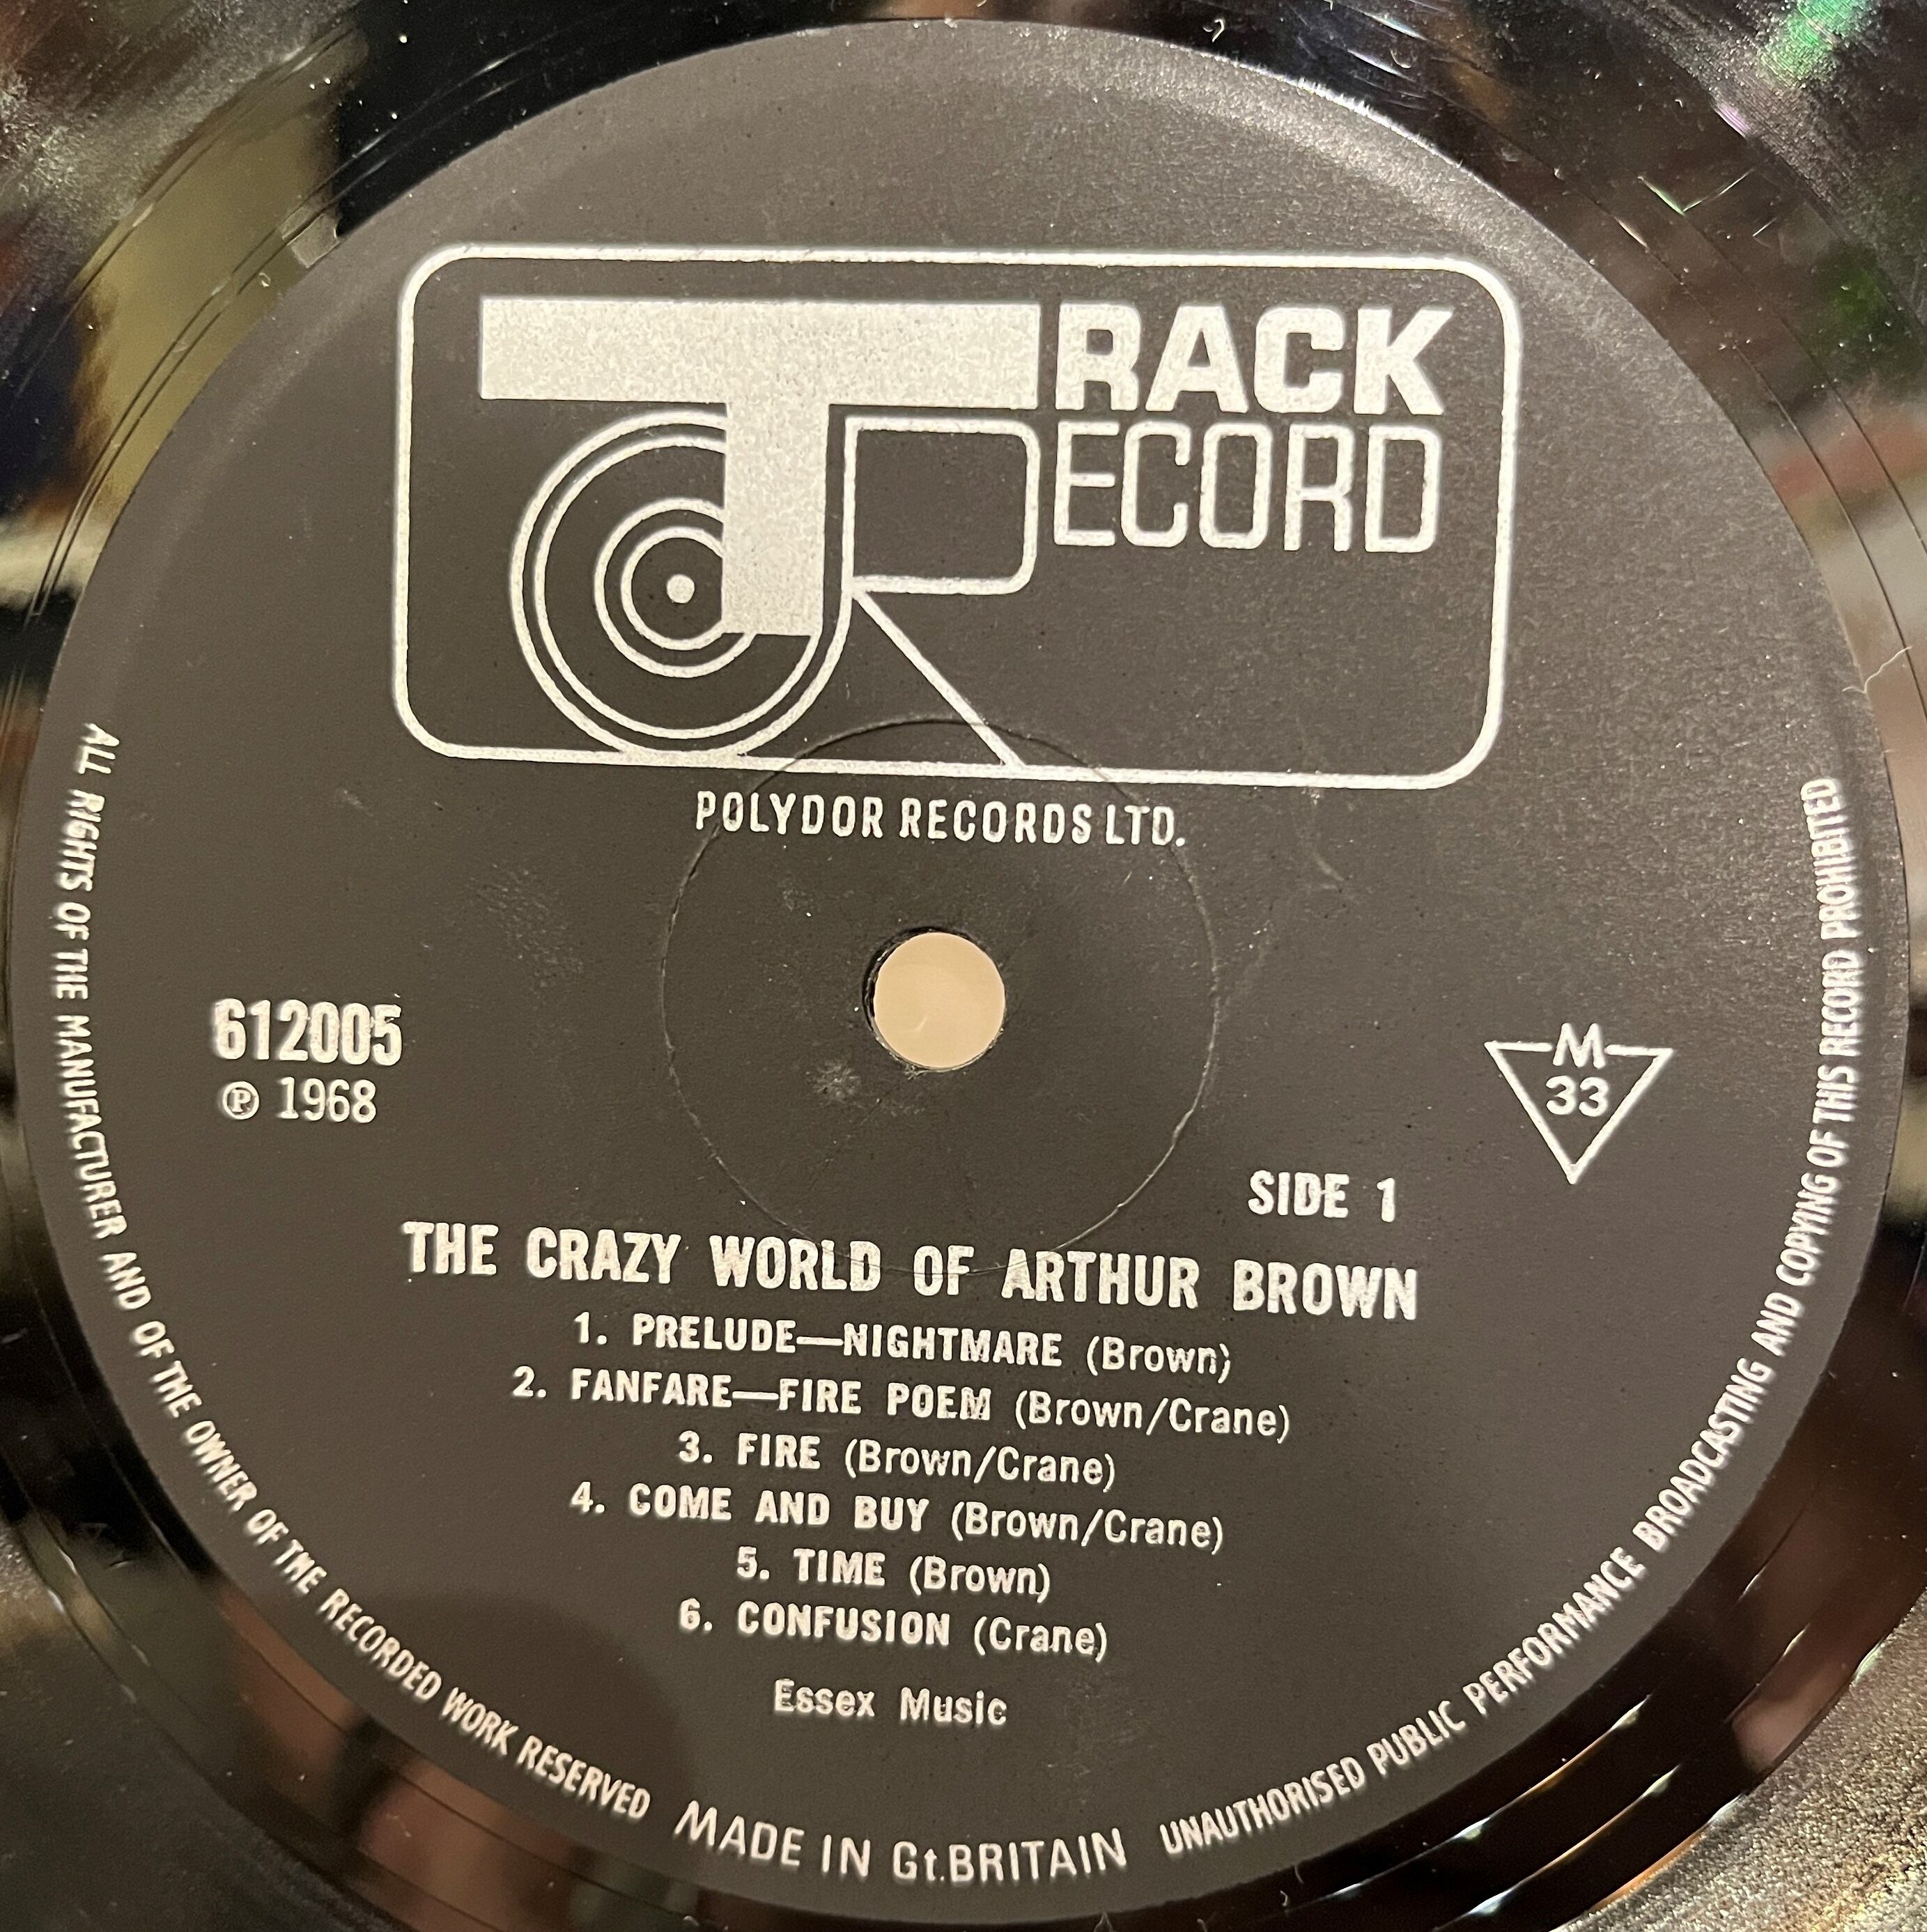 TRACK
RECORD
POLYDOR RECORDS LTD.
612005
℗ 1968
M
33
SIDE 1
THE CRAZY WORLD OF ARTHUR BROWN
1. PRELUDE—NIGHTMARE (Brown)
2. FANFARE—FIRE POEM (Brown/Crane)
3. FIRE (Brown/Crane)
4. COME AND BUY (Brown/Crane)
5. TIME (Brown)
6. CONFUSION (Crane)
Essex Music
ALL RIGHTS OF THE MANUFACTURER AND OF THE OWNER OF THE RECORDED WORK RESERVED
MADE IN Gt.BRITAIN
UNAUTHORISED PUBLIC PERFORMANCE BROADCASTING AND COPYING OF THIS RECORD PROHIBITED